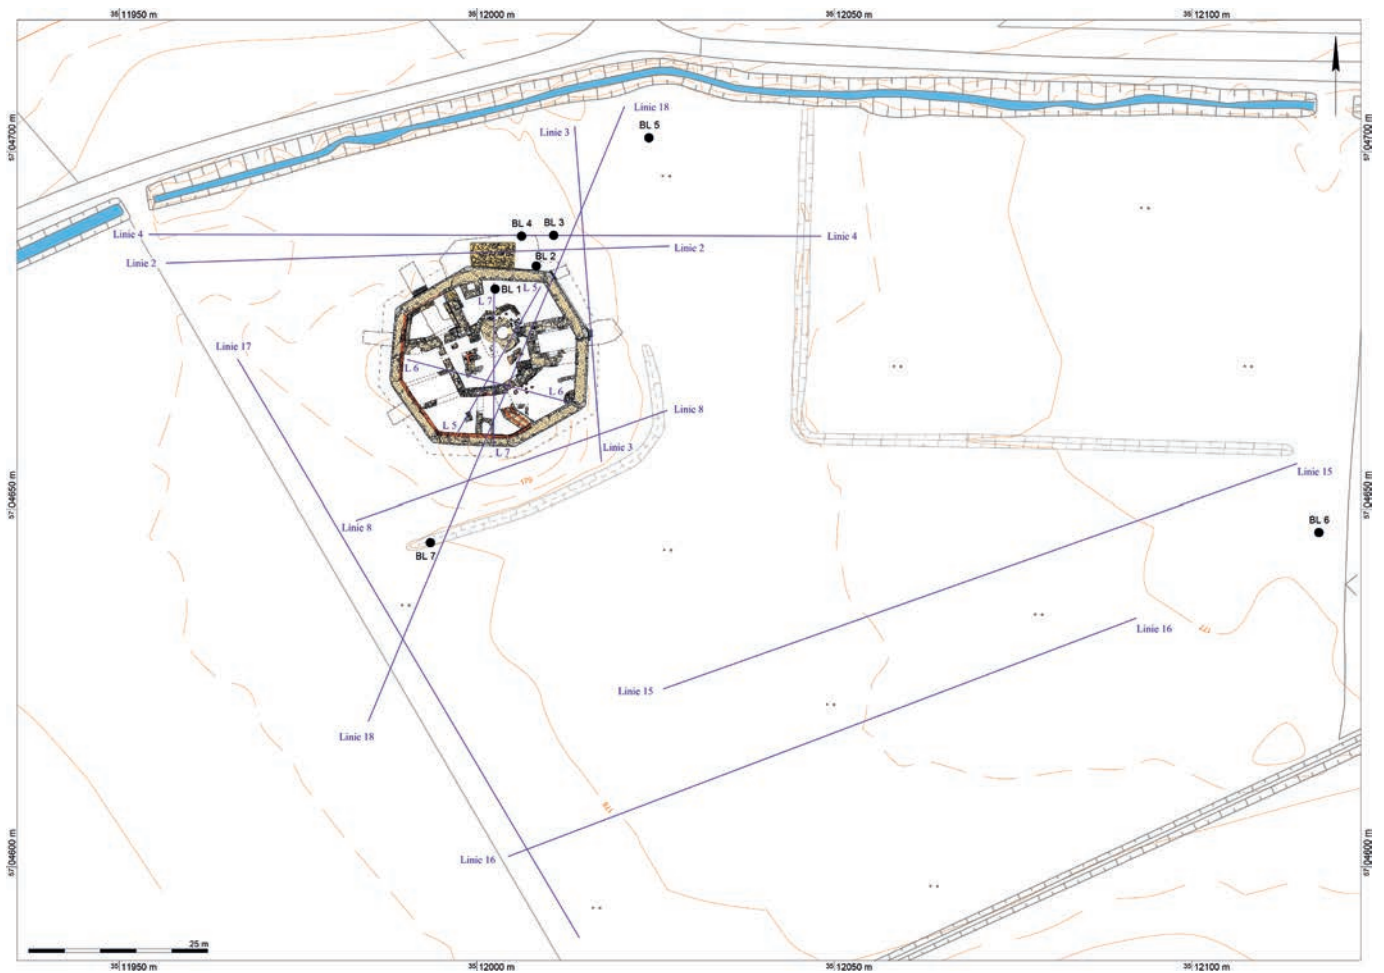 35|11950 m
35|12000 m
35|12050 m
35|12100 m
57|04700 m
57|04700 m
Linie 18
Linie 3
BL 5
BL 4
BL 3
Linie 4
Linie 4
Linie 2
Linie 2
BL 2
BL 1
L 5
L 7
Linie 17
L 6
L 6
Linie 8
L 5
L 7
Linie 3
Linie 15
179
57|04650 m
57|04650 m
Linie 8
BL 6
BL 7
177
Linie 16
Linie 15
Linie 18
178
Linie 16
57|04600 m
57|04600 m
25 m
35|11950 m
35|12000 m
35|12050 m
35|12100 m